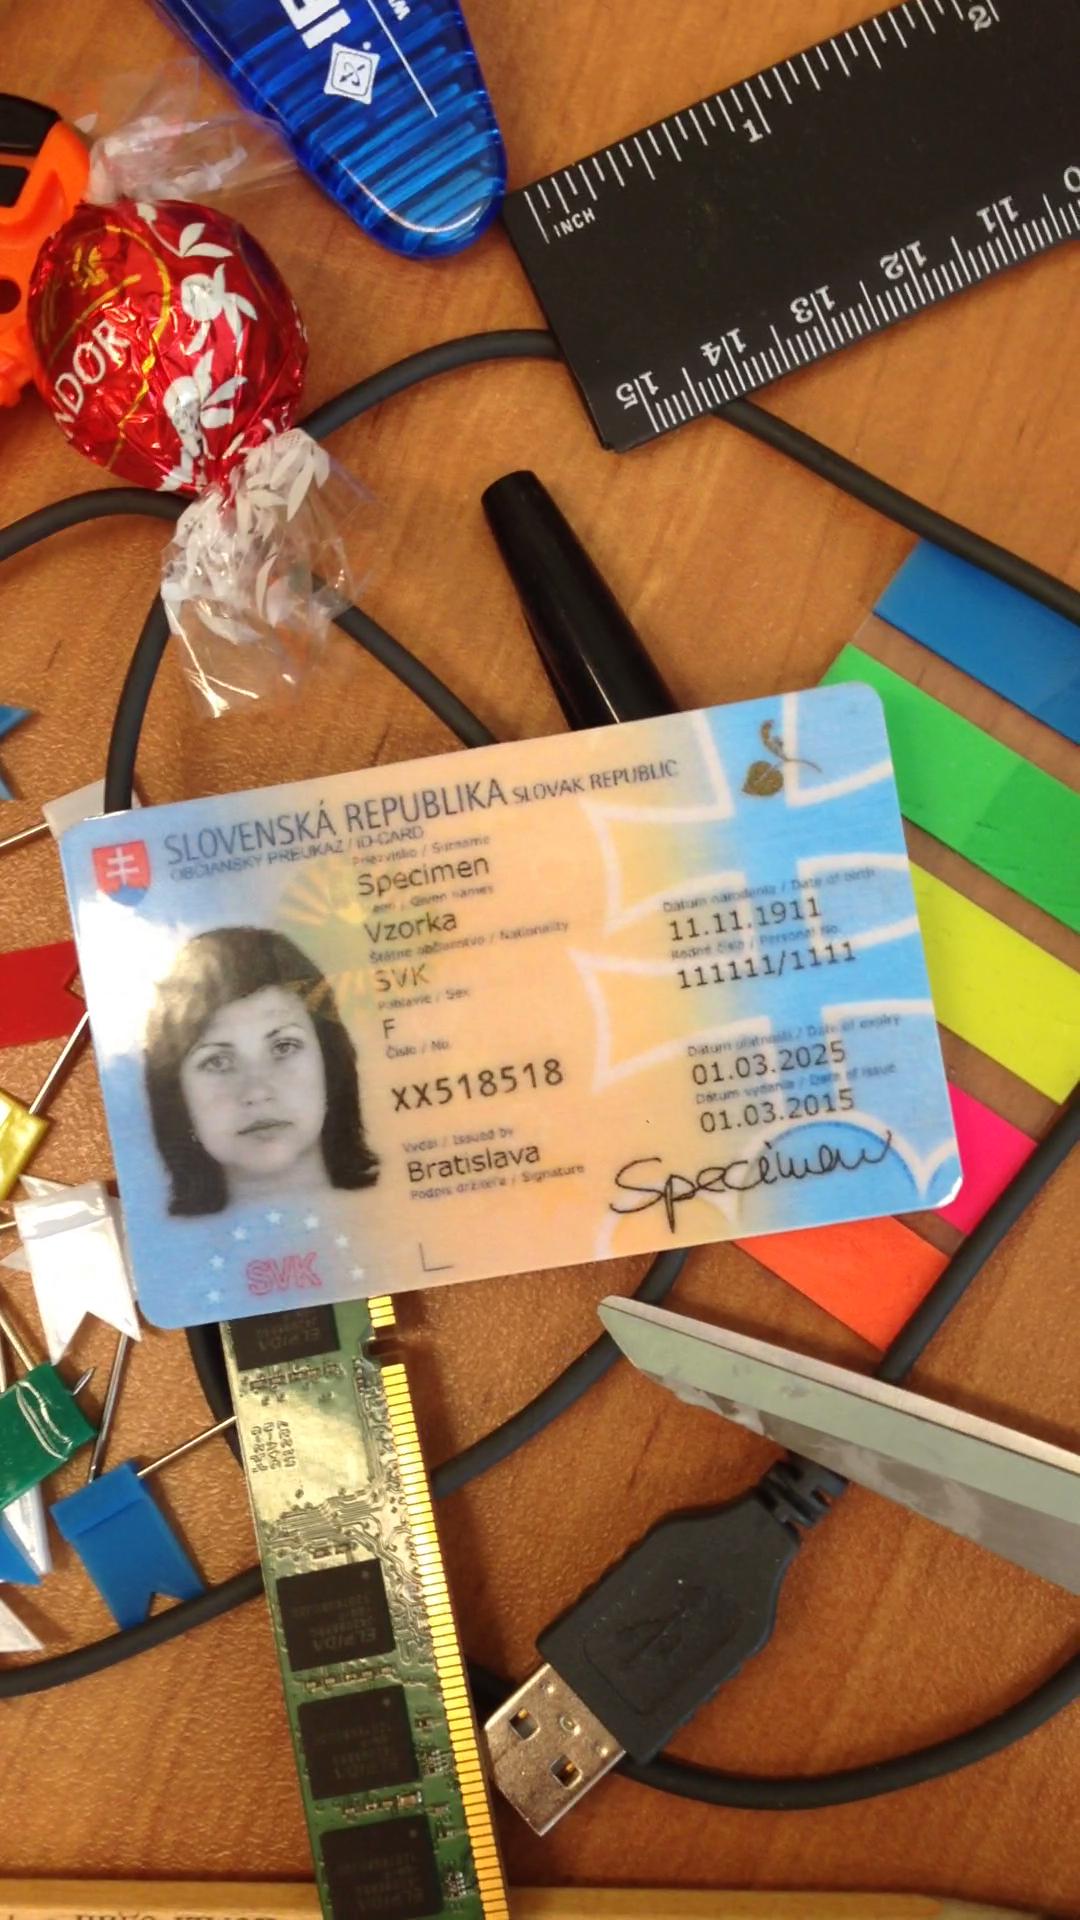 INCH
1
2
11
12
13
14
15
NDOR
SLOVENSKÁ REPUBLIKA SLOVAK REPUBLIC
OBČIANSKY PREUKAZ / ID-CARD
Priezvisko / Surname
Specimen
Given names
Vzorka
Štátne občianstvo / Nationality
SVK
Pohlavie / Sex
F
Číslo / No.
XX518518
Vydal / Issued by
Bratislava
Podpis držiteľa / Signature
Dátum narodenia / Date of birth
11.11.1911
Rodné číslo / Personal No.
111111/1111
Dátum platnosti / Date of expiry
01.03.2025
Dátum vydania / Date of issue
01.03.2015
Specimen
SVK
ELPIDA
ELPIDA
ELPIDA